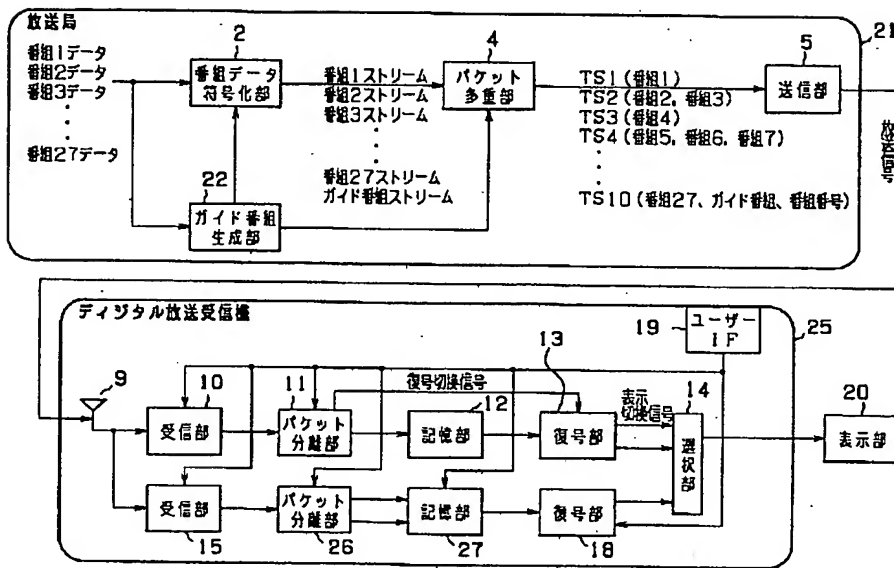 放送局
21
番組1データ
番組2データ
番組3データ
・
・
・
番組27データ
2
番組データ
符号化部
22
ガイド番組
生成部
番組1ストリーム
番組2ストリーム
番組3ストリーム
・
・
・
番組27ストリーム
ガイド番組ストリーム
4
パケット
多重部
TS1(番組1)
TS2(番組2, 番組3)
TS3(番組4)
TS4(番組5, 番組6, 番組7)
・
・
・
TS10(番組27、ガイド番組、番組番号)
5
送信部
放送信号
ディジタル放送受信機
25
19
ユーザー
IF
9
10
受信部
11
パケット
分離部
復号切換信号
12
記憶部
13
復号部
表示
切換信号
14
選択部
20
表示部
受信部
15
パケット
分離部
26
記憶部
27
復号部
18